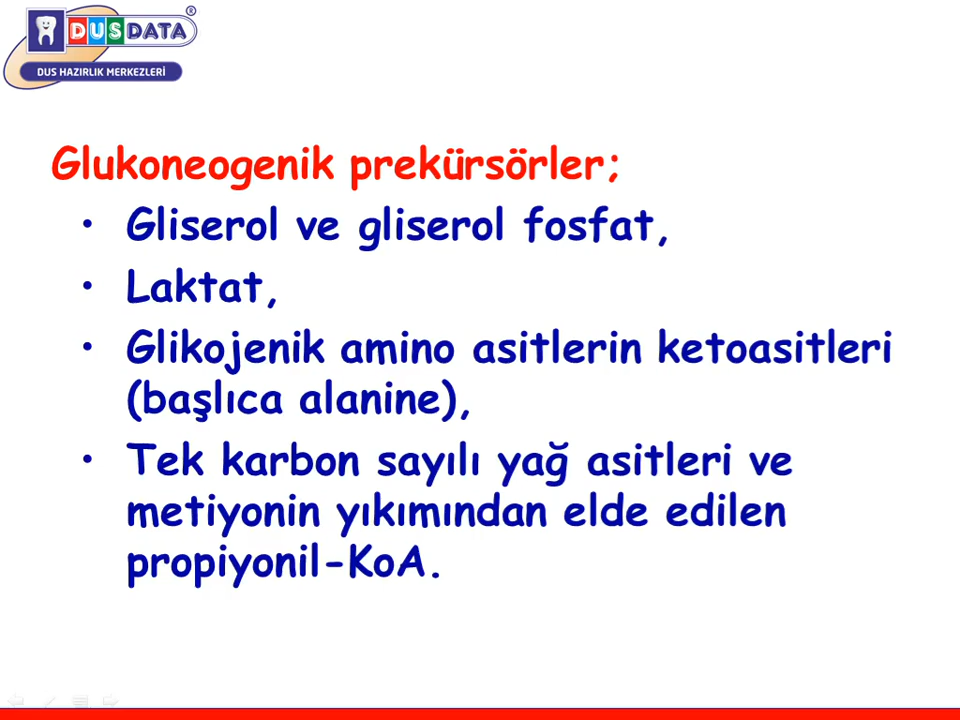 DUSDATA®
DUS HAZIRLIK MERKEZLERİ
Glukoneogenik prekürsörler;
• Gliserol ve gliserol fosfat,
• Laktat,
• Glikojenik amino asitlerin ketoasitleri
(başlıca alanine),
• Tek karbon sayılı yağ asitleri ve
metiyonin yıkımından elde edilen
propiyonil-KoA.